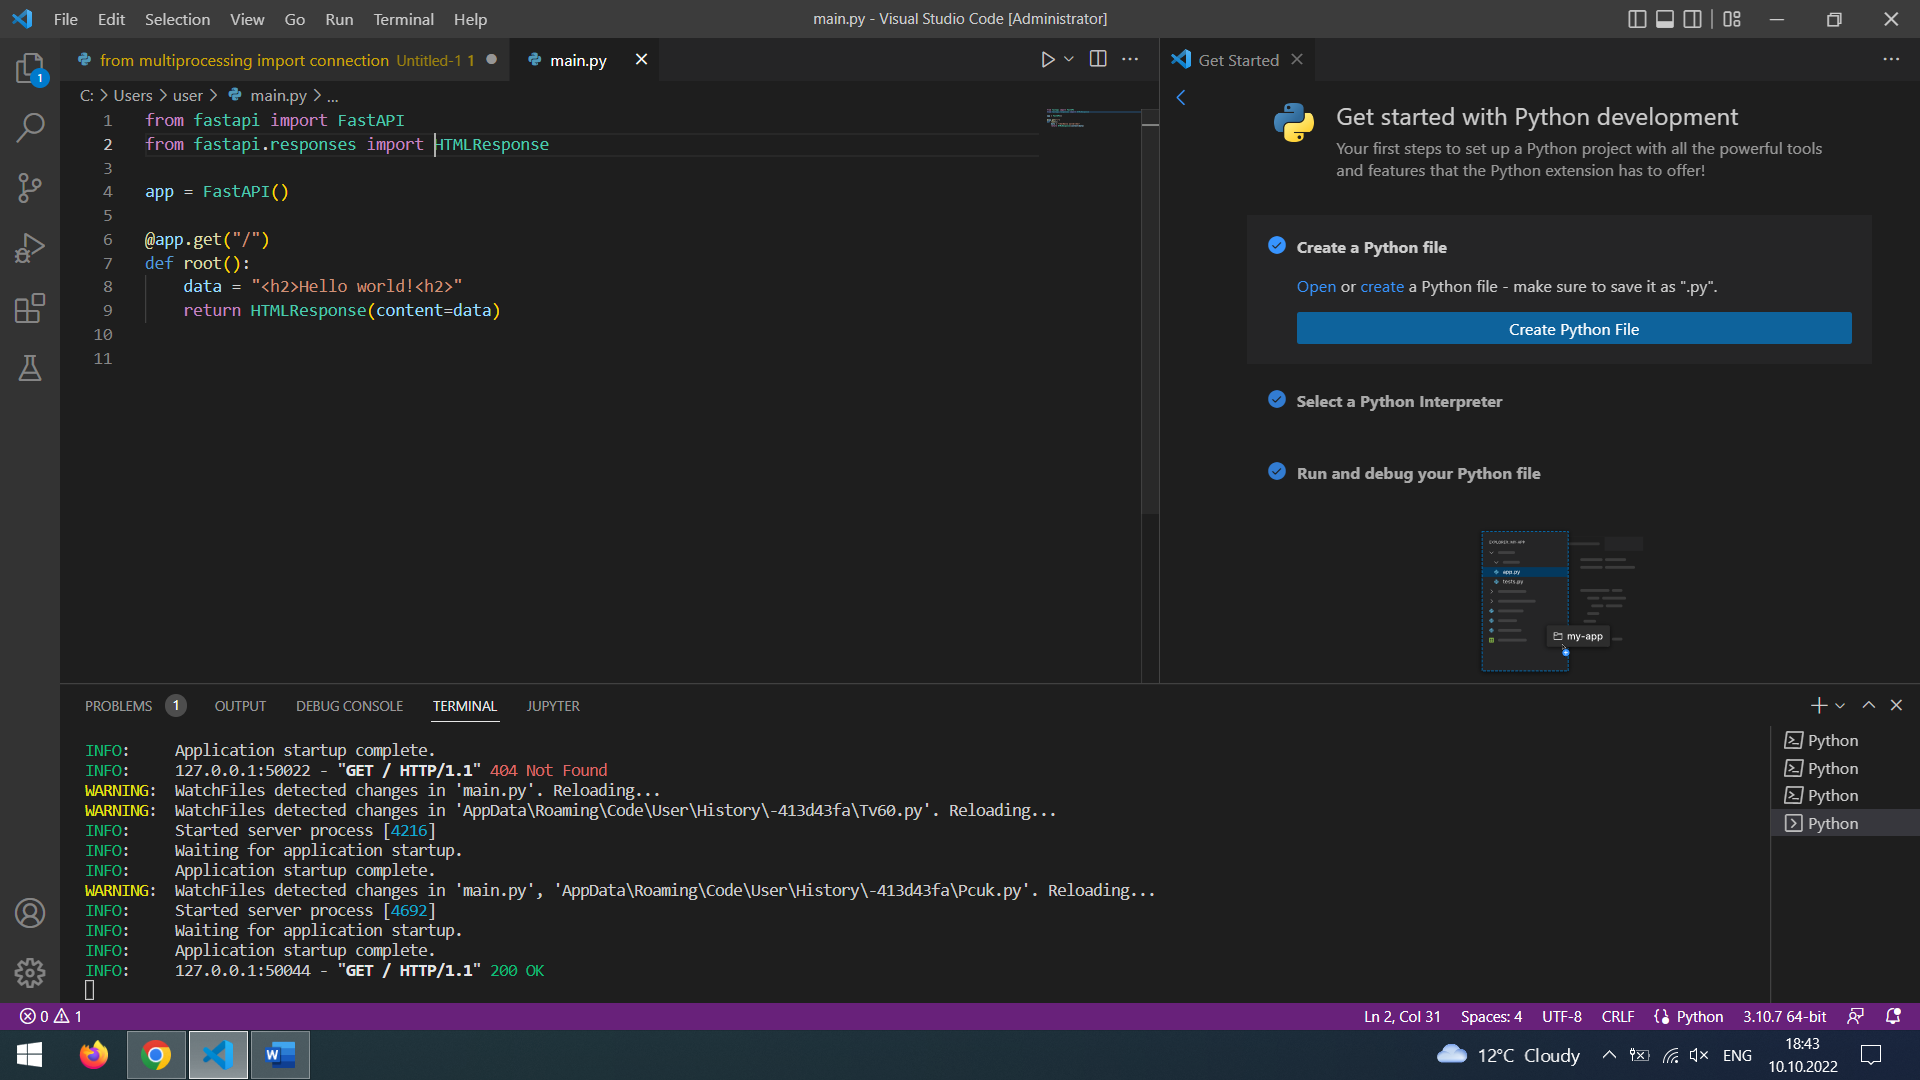 File Edit Selection View Go Run Terminal Help
main.py - Visual Studio Code [Administrator]
from multiprocessing import connection Untitled-1 1
main.py
Get Started
C: > Users > user > main.py > ...
1 from fastapi import FastAPI
2 from fastapi.responses import HTMLResponse
3
4 app = FastAPI()
5
6 @app.get("/")
7 def root():
8 data = "<h2>Hello world!<h2>"
9 return HTMLResponse(content=data)
10
11
Get started with Python development
Your first steps to set up a Python project with all the powerful tools
and features that the Python extension has to offer!
Create a Python file
Open or create a Python file - make sure to save it as ".py".
Create Python File
Select a Python Interpreter
Run and debug your Python file
EXPLORER: MY-APP
app.py
tests.py
my-app
PROBLEMS 1 OUTPUT DEBUG CONSOLE TERMINAL JUPYTER
INFO: Application startup complete.
INFO: 127.0.0.1:50022 - "GET / HTTP/1.1" 404 Not Found
WARNING: WatchFiles detected changes in 'main.py'. Reloading...
WARNING: WatchFiles detected changes in 'AppData\Roaming\Code\User\History\-413d43fa\Tv60.py'. Reloading...
INFO: Started server process [4216]
INFO: Waiting for application startup.
INFO: Application startup complete.
WARNING: WatchFiles detected changes in 'main.py', 'AppData\Roaming\Code\User\History\-413d43fa\Pcuk.py'. Reloading...
INFO: Started server process [4692]
INFO: Waiting for application startup.
INFO: Application startup complete.
INFO: 127.0.0.1:50044 - "GET / HTTP/1.1" 200 OK
Python
Python
Python
Python
0 1
Ln 2, Col 31 Spaces: 4 UTF-8 CRLF Python 3.10.7 64-bit
12°C Cloudy
ENG
18:43
10.10.2022